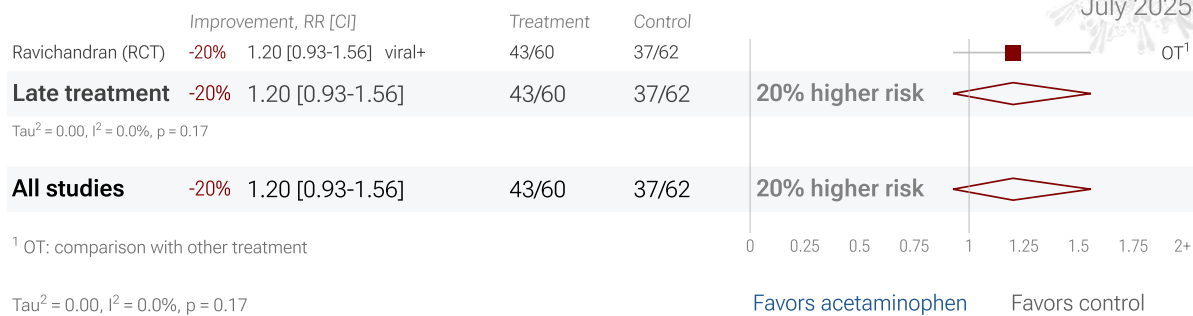 July 2025
Improvement, RR [CI] Treatment Control
Ravichandran (RCT) -20% 1.20 [0.93-1.56] viral+ 43/60 37/62 OT¹
Late treatment -20% 1.20 [0.93-1.56] 43/60 37/62 20% higher risk
Tau² = 0.00, I² = 0.0%, p = 0.17
All studies -20% 1.20 [0.93-1.56] 43/60 37/62 20% higher risk
¹ OT: comparison with other treatment 0 0.25 0.5 0.75 1 1.25 1.5 1.75 2+
Tau² = 0.00, I² = 0.0%, p = 0.17 Favors acetaminophen Favors control